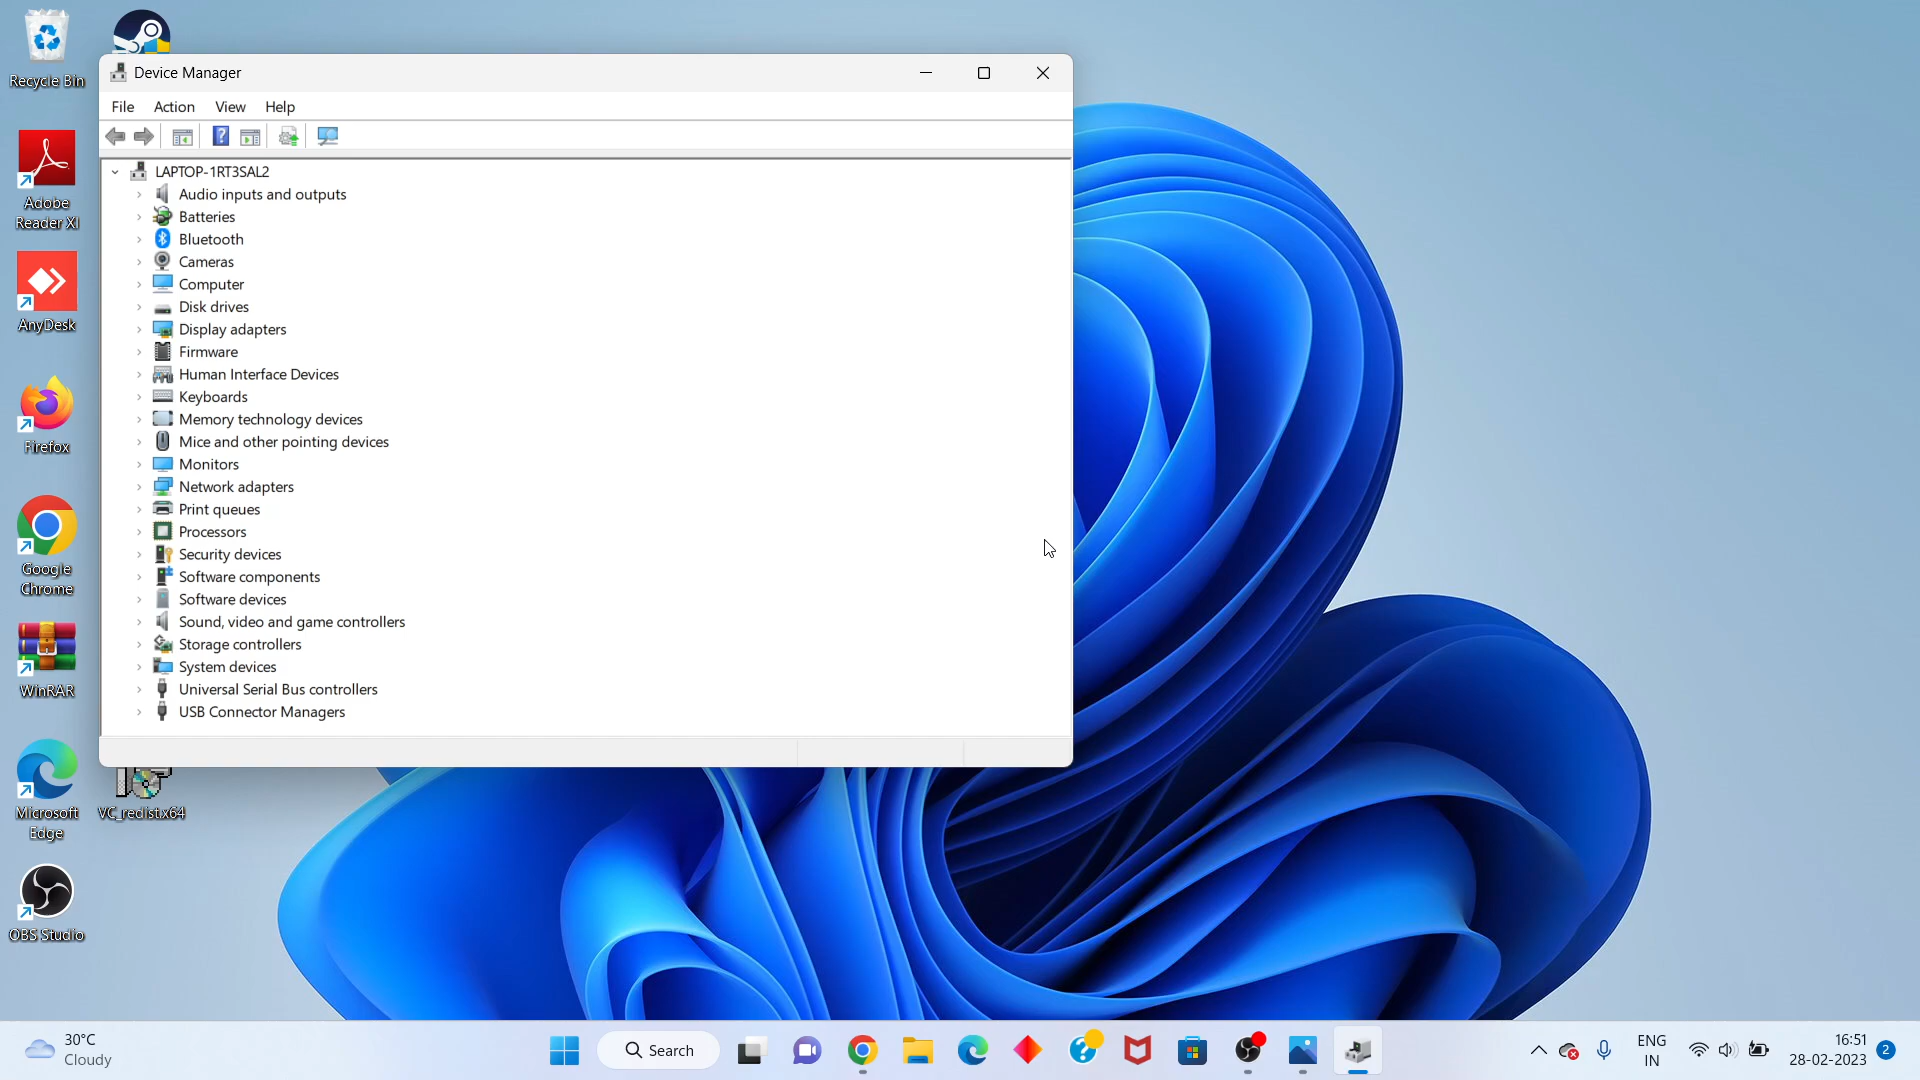 Recycle Bin
Adobe
Reader XI
AnyDesk
Firefox
Google
Chrome
WinRAR
Microsoft
Edge
VC_redist.x64
OBS Studio
Device Manager
File Action View Help
LAPTOP-1RT3SAL2
Audio inputs and outputs
Batteries
Bluetooth
Cameras
Computer
Disk drives
Display adapters
Firmware
Human Interface Devices
Keyboards
Memory technology devices
Mice and other pointing devices
Monitors
Network adapters
Print queues
Processors
Security devices
Software components
Software devices
Sound, video and game controllers
Storage controllers
System devices
Universal Serial Bus controllers
USB Connector Managers
30°C
Cloudy
Search
ENG
IN
16:51
28-02-2023
2